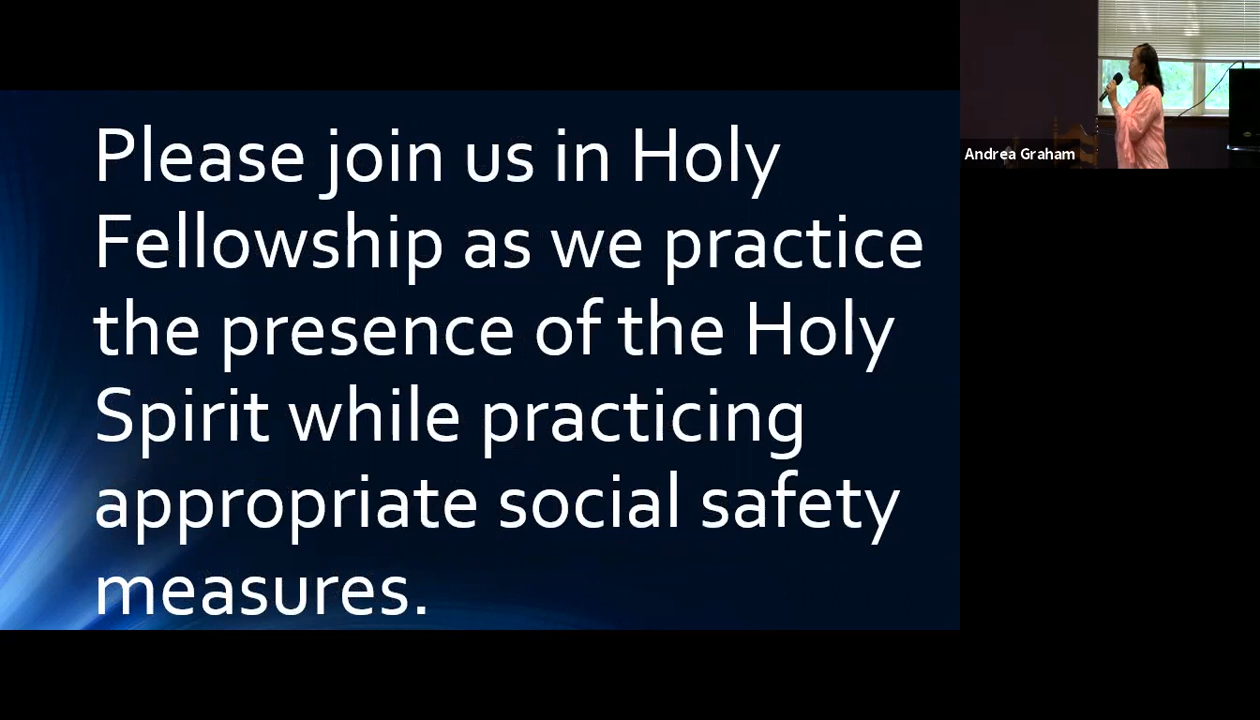 Please join us in Holy
Fellowship as we practice
the presence of the Holy
Spirit while practicing
appropriate social safety
measures.
Andrea Graham